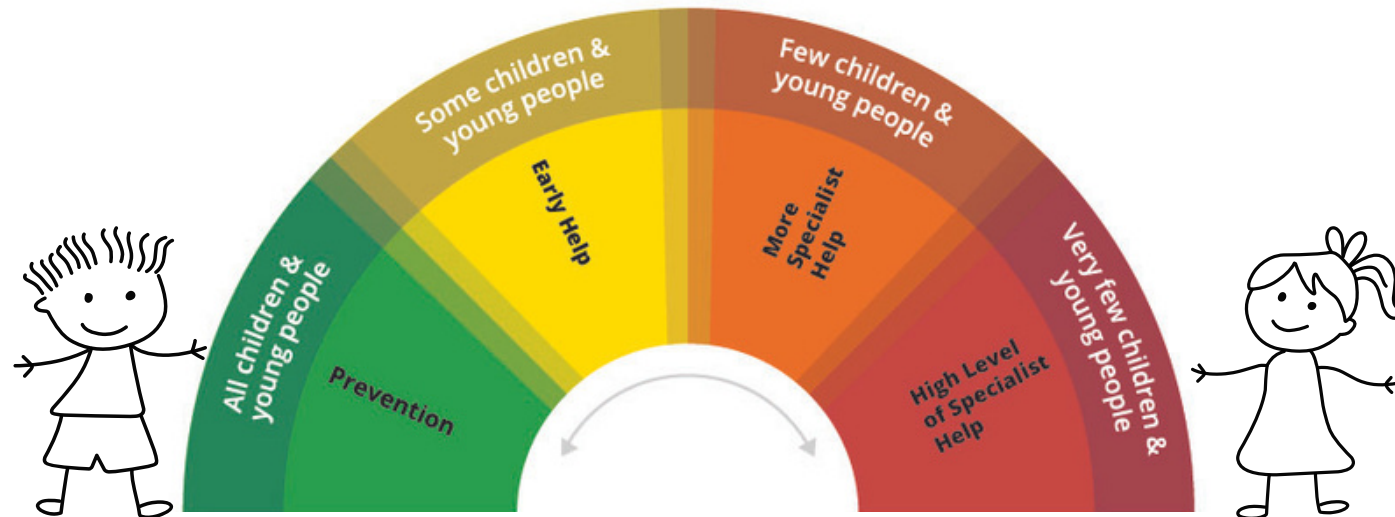 All children &
young people
Prevention
Some children &
young people
Early Help
Few children &
young people
More
Specialist
Help
Very few children &
young people
High Level
of Specialist
Help